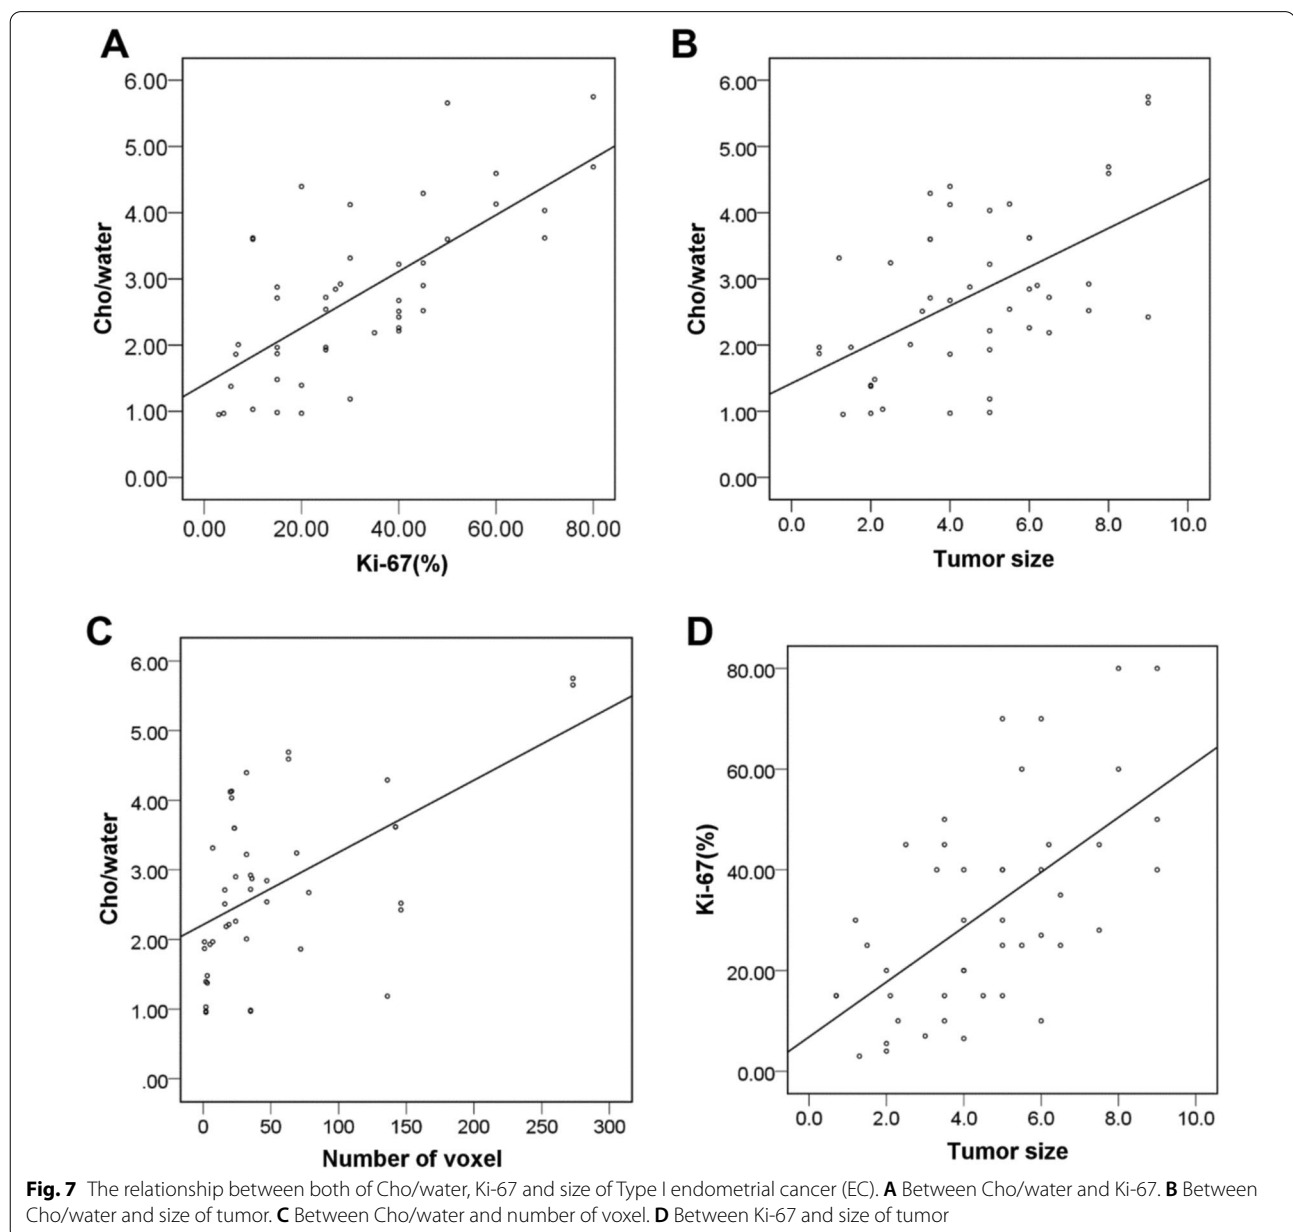 A
6.00
5.00
4.00
3.00
2.00
1.00
0.00
Cho/water
0.00 20.00 40.00 60.00 80.00
Ki-67(%)
B
6.00
5.00
4.00
3.00
2.00
1.00
0.00
Cho/water
0.0 2.0 4.0 6.0 8.0 10.0
Tumor size
C
6.00
5.00
4.00
3.00
2.00
1.00
.00
Cho/water
0 50 100 150 200 250 300
Number of voxel
D
80.00
60.00
40.00
20.00
0.00
Ki-67(%)
0.0 2.0 4.0 6.0 8.0 10.0
Tumor size
Fig. 7 The relationship between both of Cho/water, Ki-67 and size of Type I endometrial cancer (EC). A Between Cho/water and Ki-67. B Between
Cho/water and size of tumor. C Between Cho/water and number of voxel. D Between Ki-67 and size of tumor